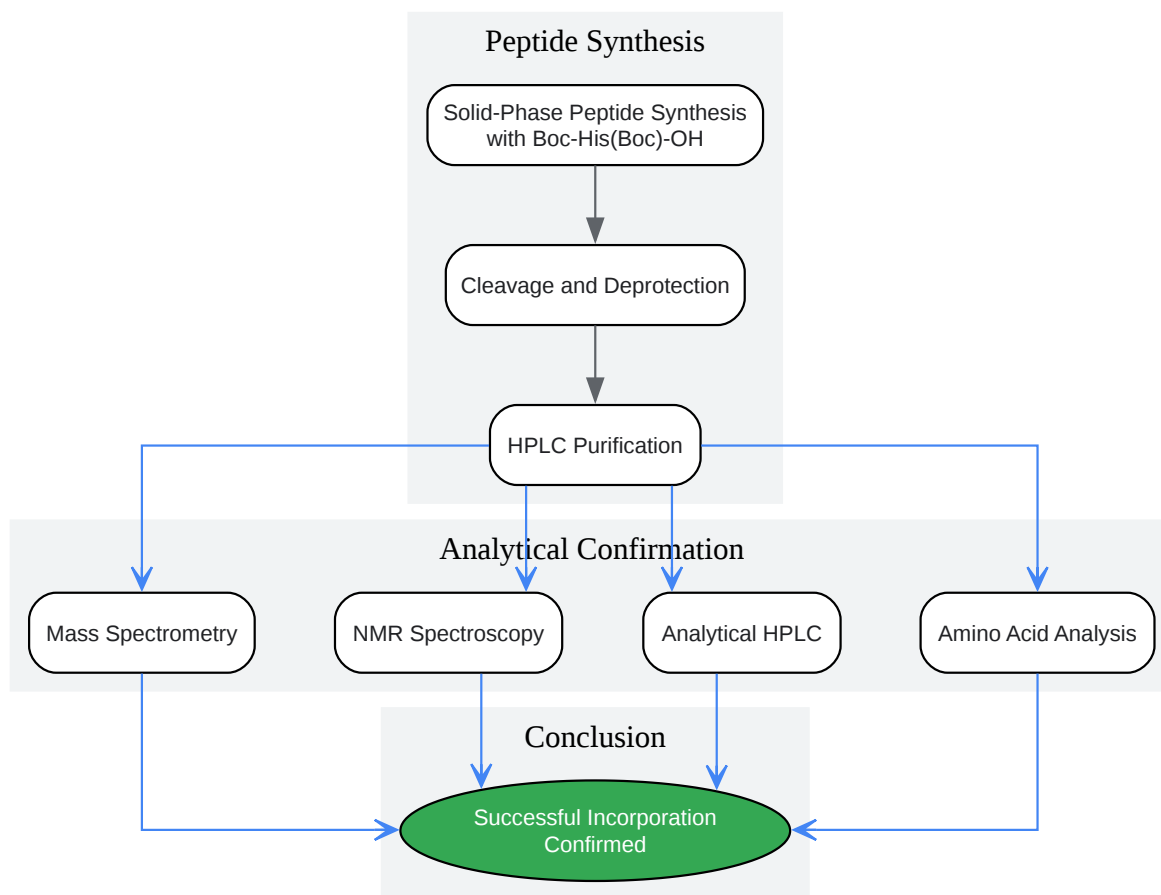 Peptide Synthesis
Solid-Phase Peptide Synthesis
with Boc-His(Boc)-OH
Cleavage and Deprotection
HPLC Purification
Analytical Confirmation
Mass Spectrometry
NMR Spectroscopy
Analytical HPLC
Amino Acid Analysis
Conclusion
Successful Incorporation
Confirmed